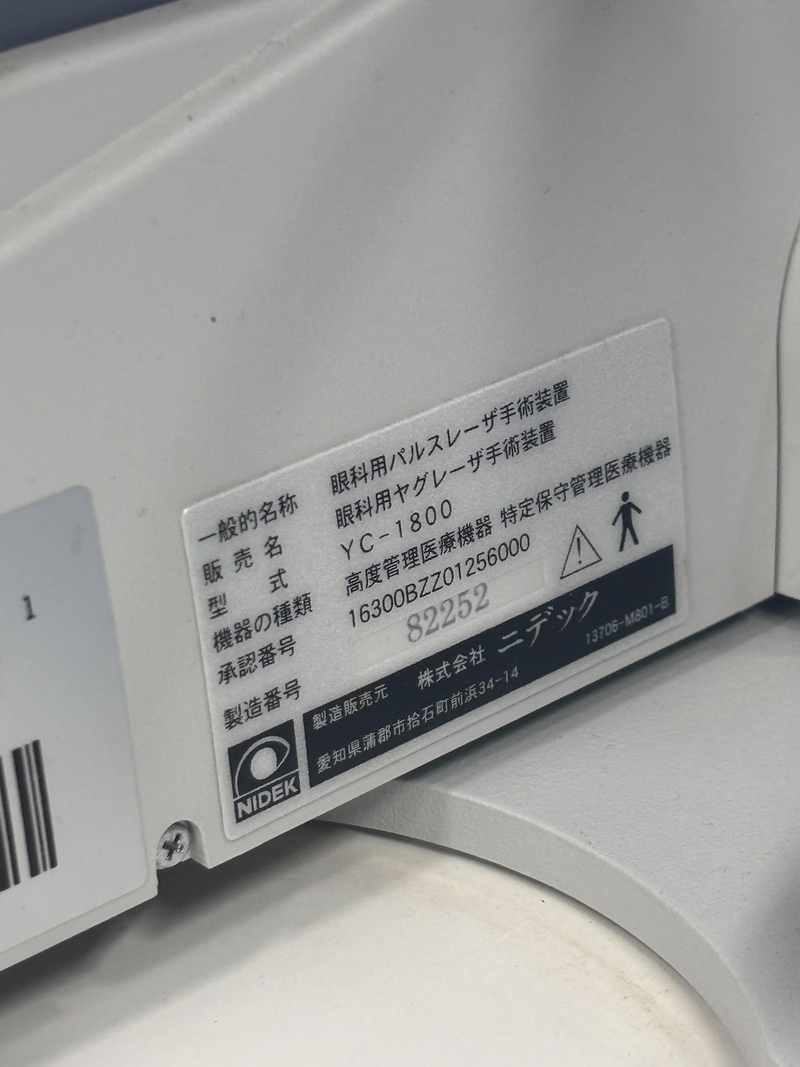 一般的名称 眼科用パルスレーザ手術装置
販売名 眼科用ヤグレーザ手術装置
型式 YC-1800
機器の種類 高度管理医療機器 特定保守管理医療機器
承認番号 16300BZZ01256000
製造番号 82252
製造販売元 株式会社 ニデック
愛知県蒲郡市拾石町前浜34-14
13706-M801-B
NIDEK
1